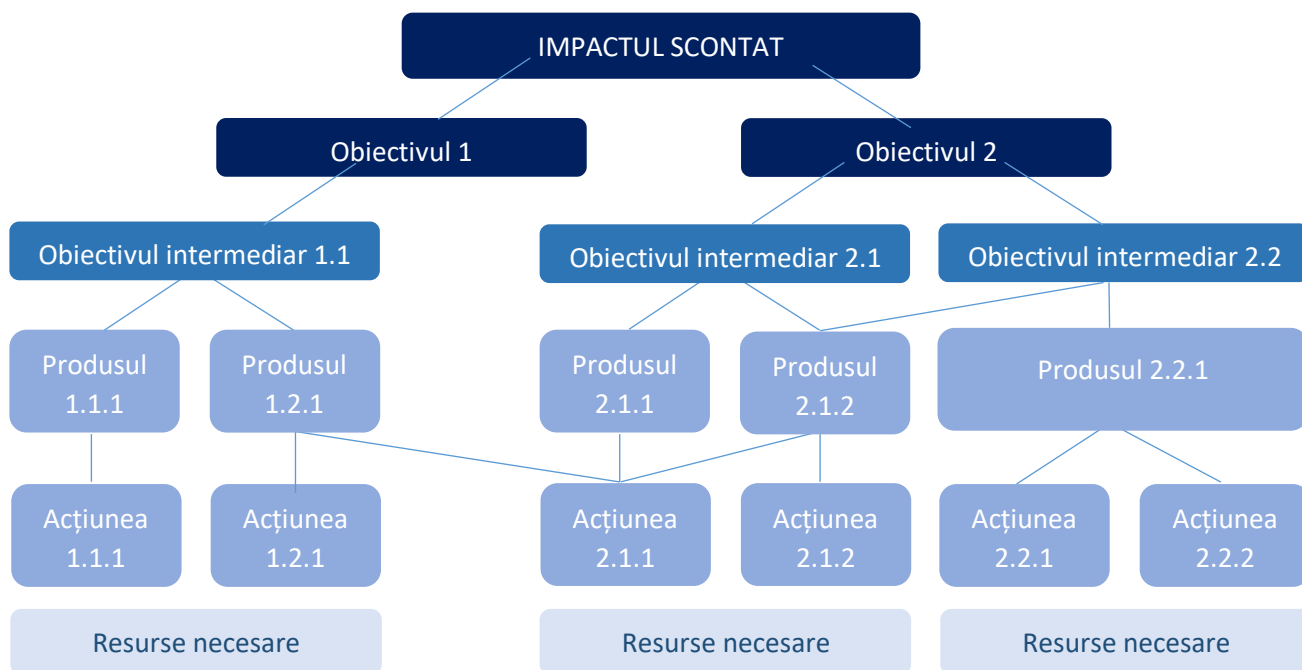 IMPACTUL SCONTAT
Obiectivul 1
Obiectivul 2
Obiectivul intermediar 1.1
Obiectivul intermediar 2.1
Obiectivul intermediar 2.2
Produsul
1.1.1
Produsul
1.2.1
Produsul
2.1.1
Produsul
2.1.2
Produsul 2.2.1
Acțiunea
1.1.1
Acțiunea
1.2.1
Acțiunea
2.1.1
Acțiunea
2.1.2
Acțiunea
2.2.1
Acțiunea
2.2.2
Resurse necesare
Resurse necesare
Resurse necesare